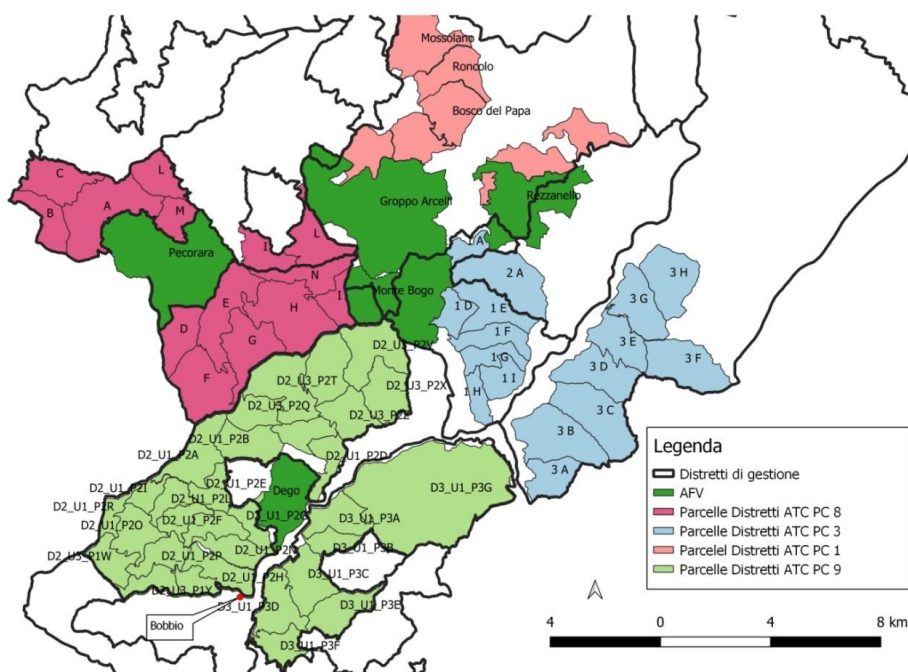 Mossolano
Roncolo
Bosco del Papa
C
L
B
A
M
Groppo Arcell
Rezzanello
Pecorara
I
L
A
N
2 A
3 H
E
Monte Bogo
I
1 D
1 E
3 G
D
H
G
1 F
3 E
D2_U1_P2V
1 G
3 F
F
D2_U3_P2T
1 I
3 D
D2_U3_P2X
1 H
D2_U3_P2Q
3 C
D2_U1_P2B
3 B
D2_U1_P2A
D2_U1_P2D
3 A
D2_U1_P2E
D2_U1_P2I
Dego
D3_U1_P3G
D2_U1_P2L
D2_U1_P2R
D2_U1_P2O
D2_U1_P2F
D3_U1_P3A
D2_U3_P1W
D2_U1_P2P
D2_U1_P2N
D3_U1_P3B
D2_U1_P2H
D3_U1_P3C
D2_U3_P1Y
D3_U1_P3D
D3_U1_P3E
Bobbio
D3_U1_P3F
Legenda
Distretti di gestione
AFV
Parcelle Distretti ATC PC 8
Parcelle Distretti ATC PC 3
Parcelel Distretti ATC PC 1
Parcelle Distretti ATC PC 9
4
0
4
8 km